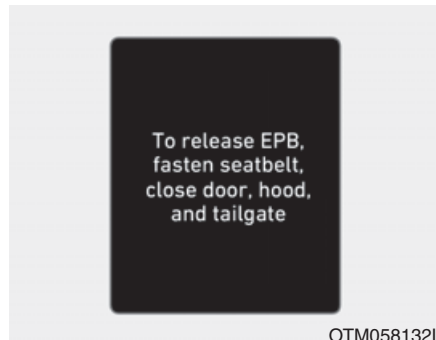 To release EPB,
fasten seatbelt,
close door, hood,
and tailgate
OTM058132L